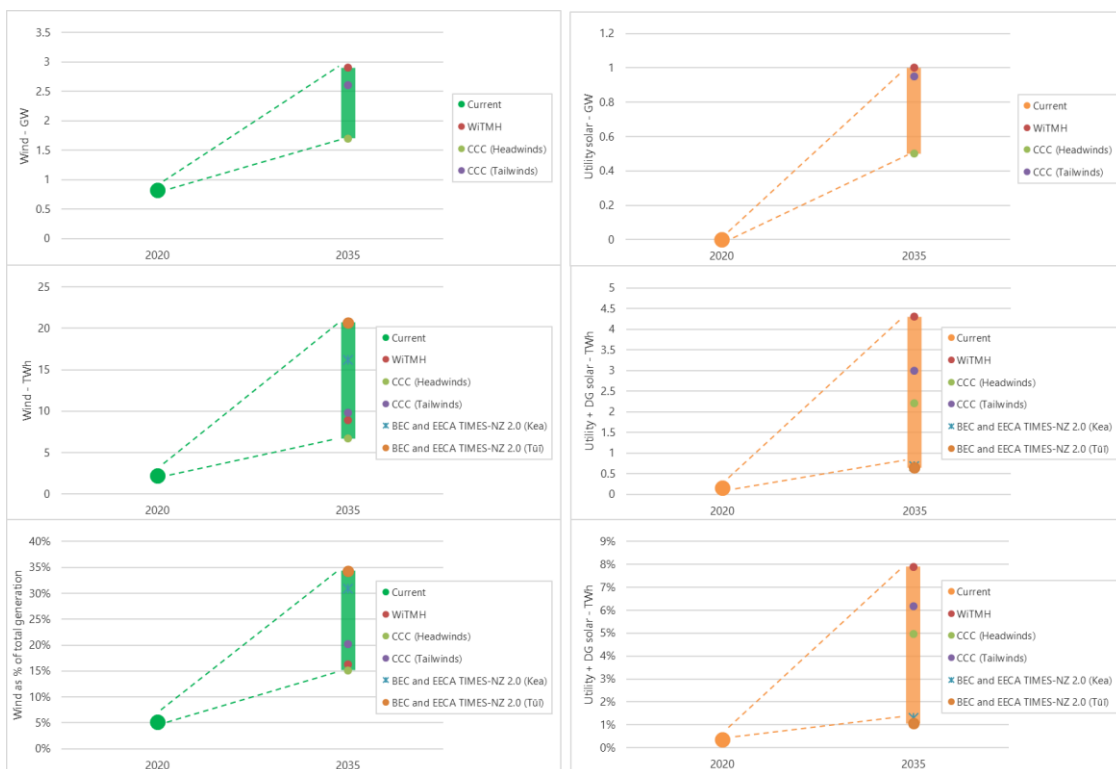 3.5
3
2.5
2
1.5
1
0.5
0
Wind - GW
2020
2035
Current
WiTMH
CCC (Headwinds)
CCC (Tailwinds)
1.2
1
0.8
0.6
0.4
0.2
0
Utility solar - GW
2020
2035
Current
WiTMH
CCC (Headwinds)
CCC (Tailwinds)
25
20
15
10
5
0
Wind - TWh
2020
2035
Current
WiTMH
CCC (Headwinds)
CCC (Tailwinds)
BEC and EECA TIMES-NZ 2.0 (Kea)
BEC and EECA TIMES-NZ 2.0 (Tūī)
5
4.5
4
3.5
3
2.5
2
1.5
1
0.5
0
Utility + DG solar - TWh
2020
2035
Current
WiTMH
CCC (Headwinds)
CCC (Tailwinds)
BEC and EECA TIMES-NZ 2.0 (Kea)
BEC and EECA TIMES-NZ 2.0 (Tūī)
40%
35%
30%
25%
20%
15%
10%
5%
0%
Wind as % of total generation
2020
2035
Current
WiTMH
CCC (Headwinds)
CCC (Tailwinds)
BEC and EECA TIMES-NZ 2.0 (Kea)
BEC and EECA TIMES-NZ 2.0 (Tūī)
9%
8%
7%
6%
5%
4%
3%
2%
1%
0%
Utility + DG solar - TWh
2020
2035
Current
WiTMH
CCC (Headwinds)
CCC (Tailwinds)
BEC and EECA TIMES-NZ 2.0 (Kea)
BEC and EECA TIMES-NZ 2.0 (Tūī)